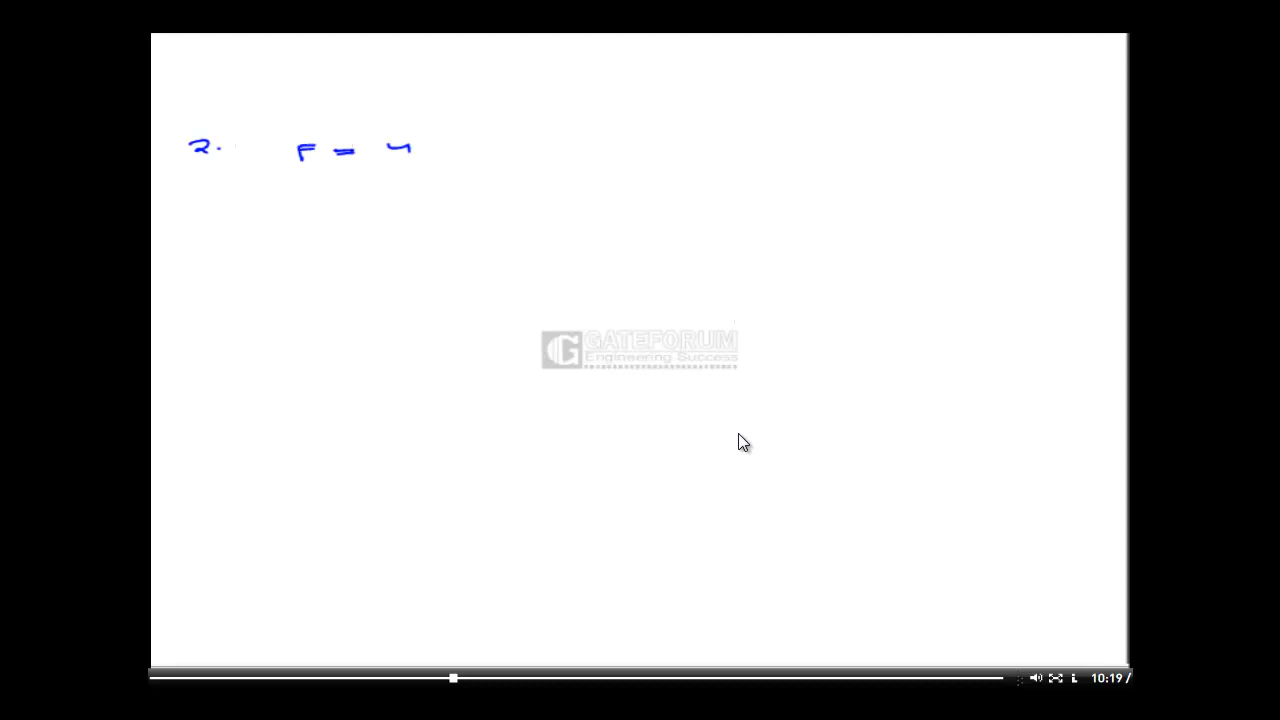 2. F = 4
GATEFORUM
Engineering Success
10:19 /